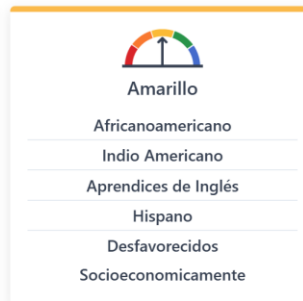 Amarillo
Africanoamericano
Indio Americano
Aprendices de Inglés
Hispano
Desfavorecidos
Socioeconomicamente